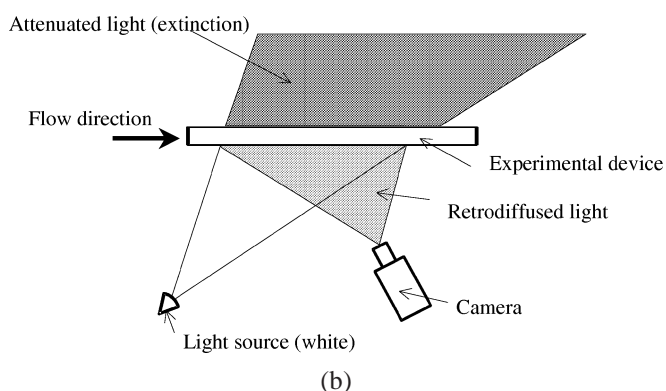 Attenuated light (extinction)
Flow direction
Experimental device
Retrodiffused light
Camera
Light source (white)
(b)